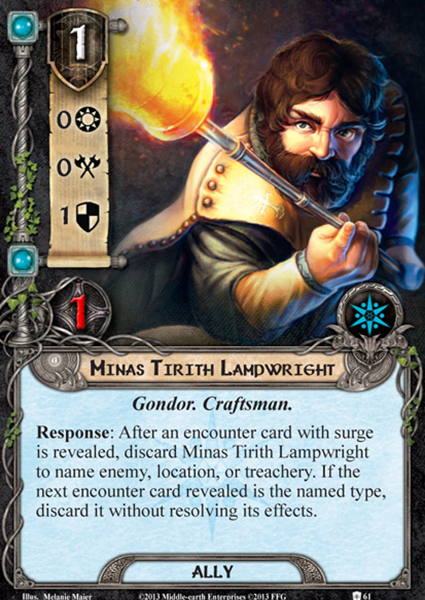 1
0
0
1
1
Minas Tirith Lampwright
Gondor. Craftsman.
Response: After an encounter card with surge
is revealed, discard Minas Tirith Lampwright
to name enemy, location, or treachery. If the
next encounter card revealed is the named type,
discard it without resolving its effects.
ALLY
Illus. Melanie Maier ©2013 Middle-earth Enterprises ©2013 FFG 61